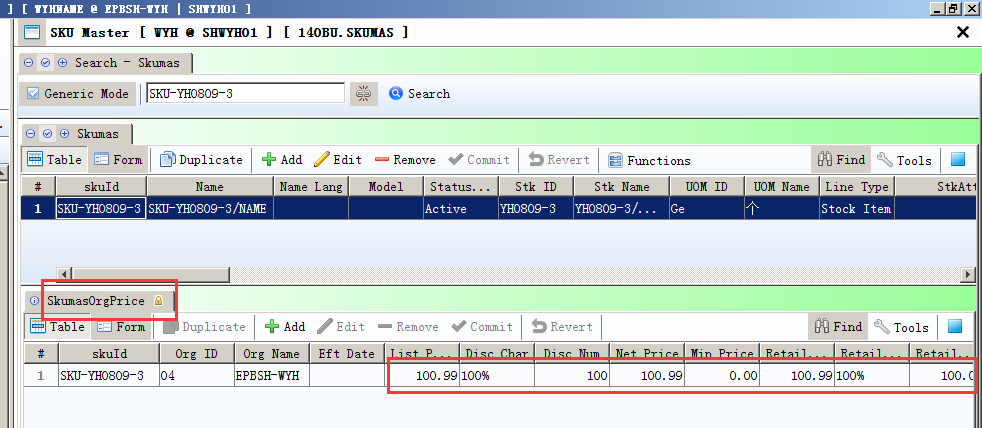 ] [ WYHNAME @ EPBSH-WYH | SHWYH01 ]
SKU Master [ WYH @ SHWYH01 ] [ 140BU.SKUMAS ]
Search - Skumas
Generic Mode SKU-YH0809-3 Search
Skumas
Table Form Duplicate Add Edit Remove Commit Revert Functions Find Tools
# skuId Name Name Lang Model Status... Stk ID Stk Name UOM ID UOM Name Line Type StkAtt
1 SKU-YH0809-3 SKU-YH0809-3/NAME Active YH0809-3 YH0809-3/... Ge 个 Stock Item
SkumasOrgPrice
Table Form Duplicate Add Edit Remove Commit Revert Find Tools
# skuId Org ID Org Name Eft Date List P... Disc Char Disc Num Net Price Min Price Retail... Retail... Retail...
1 SKU-YH0809-3 04 EPBSH-WYH 100.99 100% 100 100.99 0.00 100.99 100% 100.0